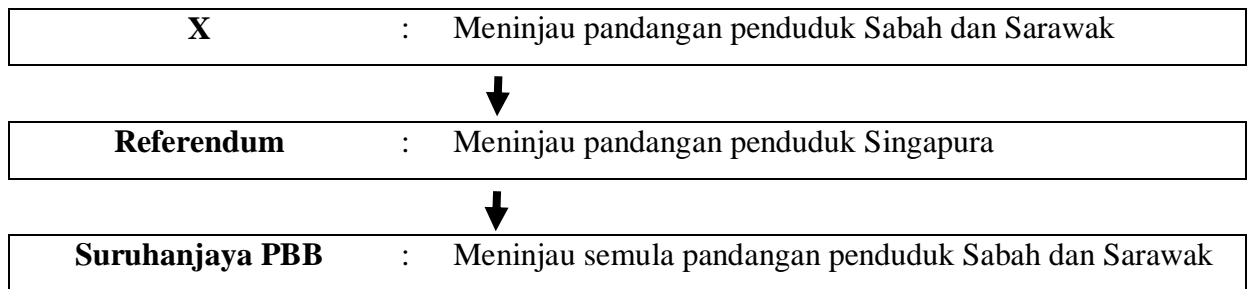 X : Meninjau pandangan penduduk Sabah dan Sarawak
Referendum : Meninjau pandangan penduduk Singapura
Suruhanjaya PBB : Meninjau semula pandangan penduduk Sabah dan Sarawak